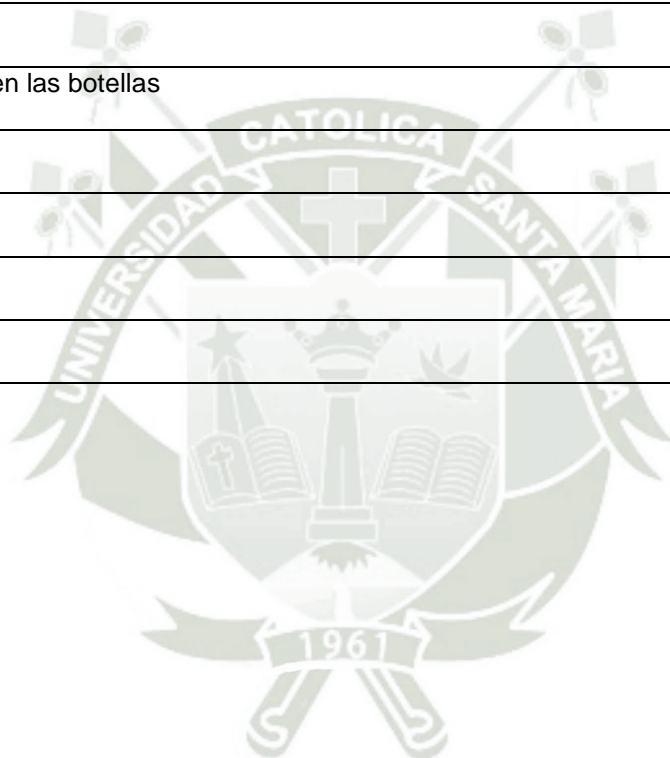 en las botellas
CATOLICA
UNIVERSIDAD
SANTA MARIA
1961